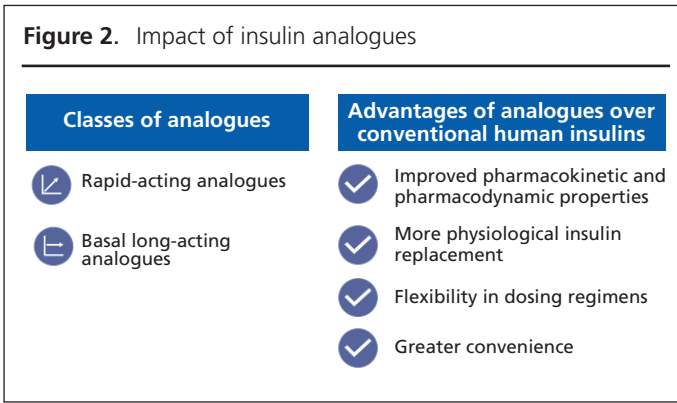 Figure 2. Impact of insulin analogues
Classes of analogues
Rapid-acting analogues
Basal long-acting
analogues
Advantages of analogues over
conventional human insulins
Improved pharmacokinetic and
pharmacodynamic properties
More physiological insulin
replacement
Flexibility in dosing regimens
Greater convenience